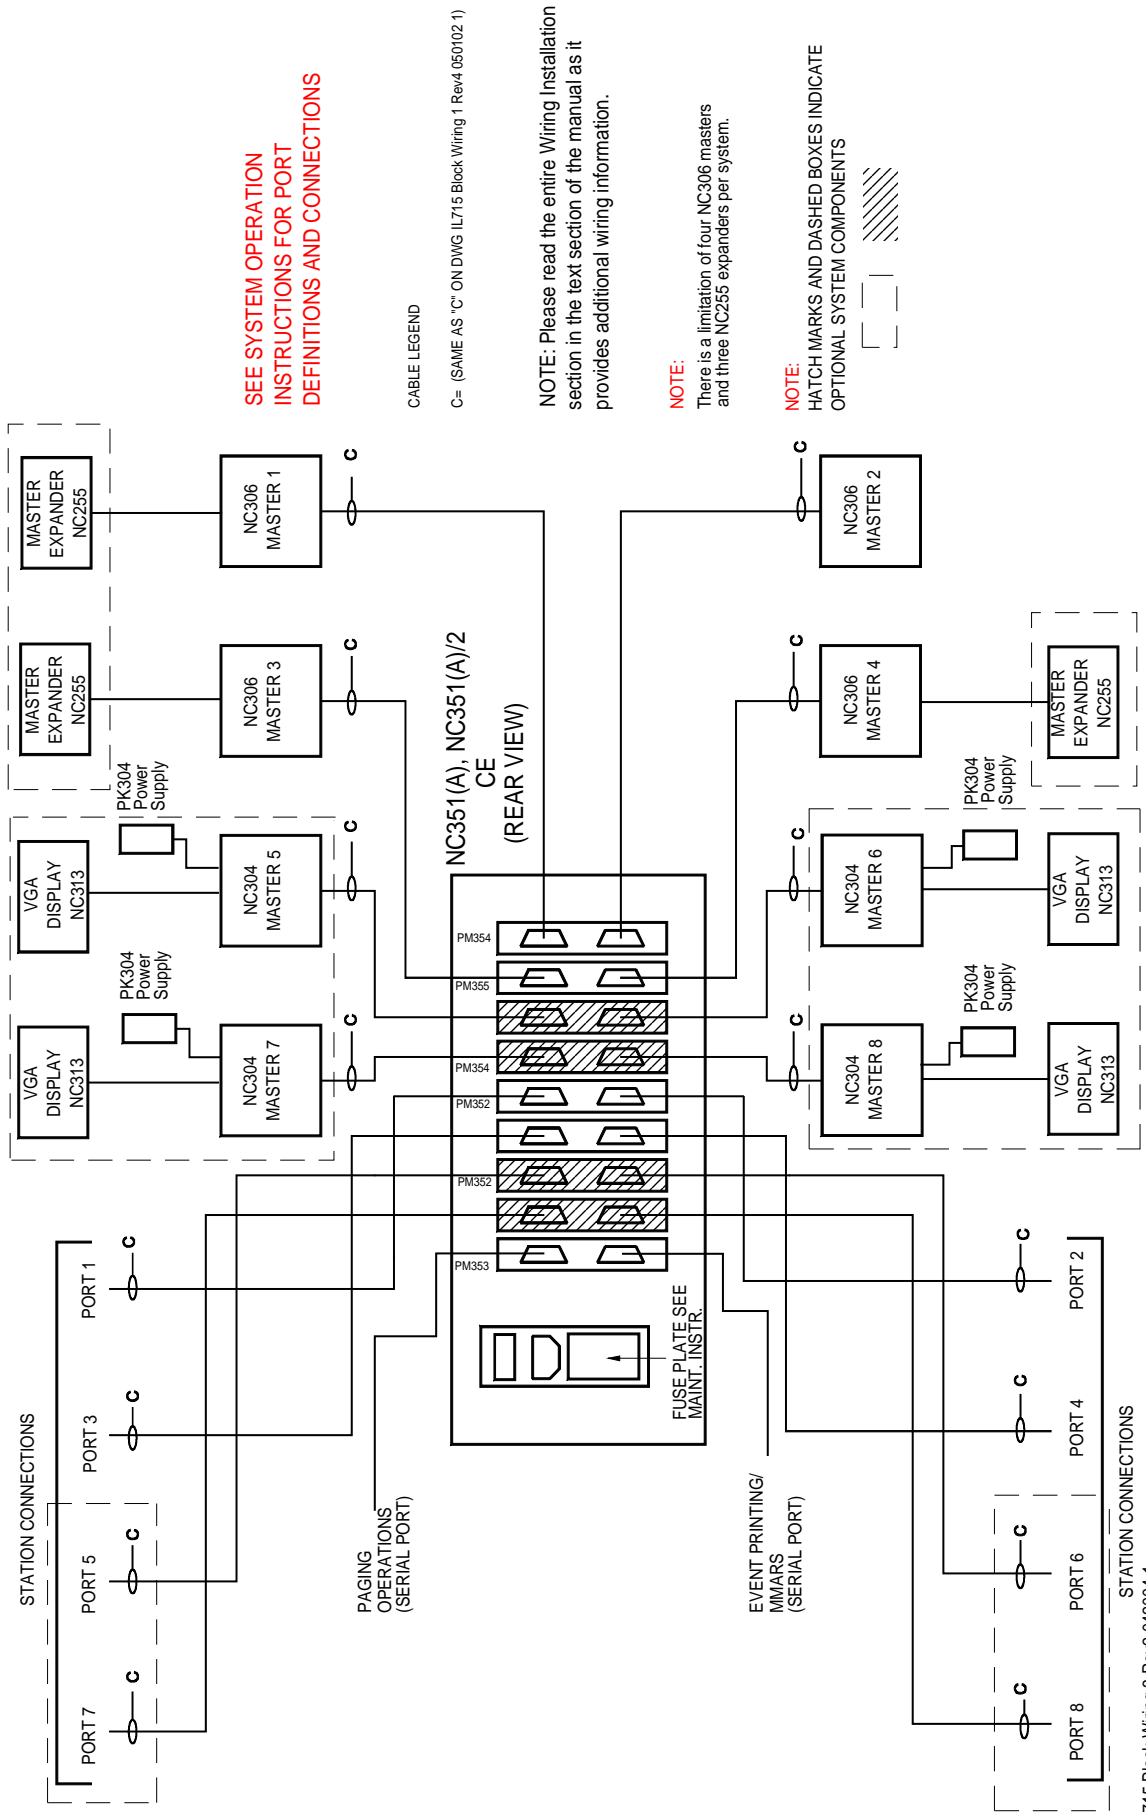 STATION CONNECTIONS
PORT 7
PORT 5
PORT 3
PORT 1
C
C
C
C
VGA
DISPLAY
NC313
VGA
DISPLAY
NC313
MASTER
EXPANDER
NC255
MASTER
EXPANDER
NC255
PK304
Power
Supply
PK304
Power
Supply
NC304
MASTER 7
NC304
MASTER 5
NC306
MASTER 3
NC306
MASTER 1
C
C
C
C
SEE SYSTEM OPERATION
INSTRUCTIONS FOR PORT
DEFINITIONS AND CONNECTIONS
CABLE LEGEND
C= (SAME AS "C" ON DWG IL715 Block Wiring 1 Rev4 050102 1)
NOTE: Please read the entire Wiring Installation
section in the text section of the manual as it
provides additional wiring information.
NOTE:
There is a limitation of four NC306 masters
and three NC255 expanders per system.
NOTE:
HATCH MARKS AND DASHED BOXES INDICATE
OPTIONAL SYSTEM COMPONENTS
PAGING
OPERATIONS
(SERIAL PORT)
NC351(A), NC351(A)/2
CE
(REAR VIEW)
PM353
PM352
PM352
PM354
PM355
PM354
FUSE PLATE SEE
MAINT. INSTR.
EVENT PRINTING/
MMARS
(SERIAL PORT)
C
C
C
C
NC304
MASTER 8
NC304
MASTER 6
NC306
MASTER 4
NC306
MASTER 2
PK304
Power
Supply
PK304
Power
Supply
VGA
DISPLAY
NC313
VGA
DISPLAY
NC313
MASTER
EXPANDER
NC255
C
C
C
C
PORT 8
PORT 6
PORT 4
PORT 2
STATION CONNECTIONS